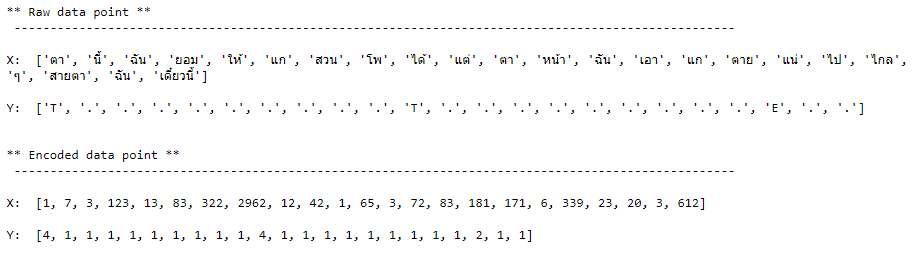 ** Raw data point **
----------------------------------------------------------------------------------------------------
X:  ['ตา', 'นี้', 'ฉัน', 'ยอม', 'ให้', 'แก', 'สวน', 'โพ', 'ได้', 'แต่', 'ตา', 'หน้า', 'ฉัน', 'เอา', 'แก', 'ตาย', 'แน่', 'ไป', 'ไกล',
'ๆ', 'สายตา', 'ฉัน', 'เดี๋ยวนี้']
Y:  ['T', '.', '.', '.', '.', '.', '.', '.', '.', '.', 'T', '.', '.', '.', '.', '.', '.', '.', '.', '.', 'E', '.', '.']
** Encoded data point **
----------------------------------------------------------------------------------------------------
X:  [1, 7, 3, 123, 13, 83, 322, 2962, 12, 42, 1, 65, 3, 72, 83, 181, 171, 6, 339, 23, 20, 3, 612]
Y:  [4, 1, 1, 1, 1, 1, 1, 1, 1, 1, 4, 1, 1, 1, 1, 1, 1, 1, 1, 1, 2, 1, 1]